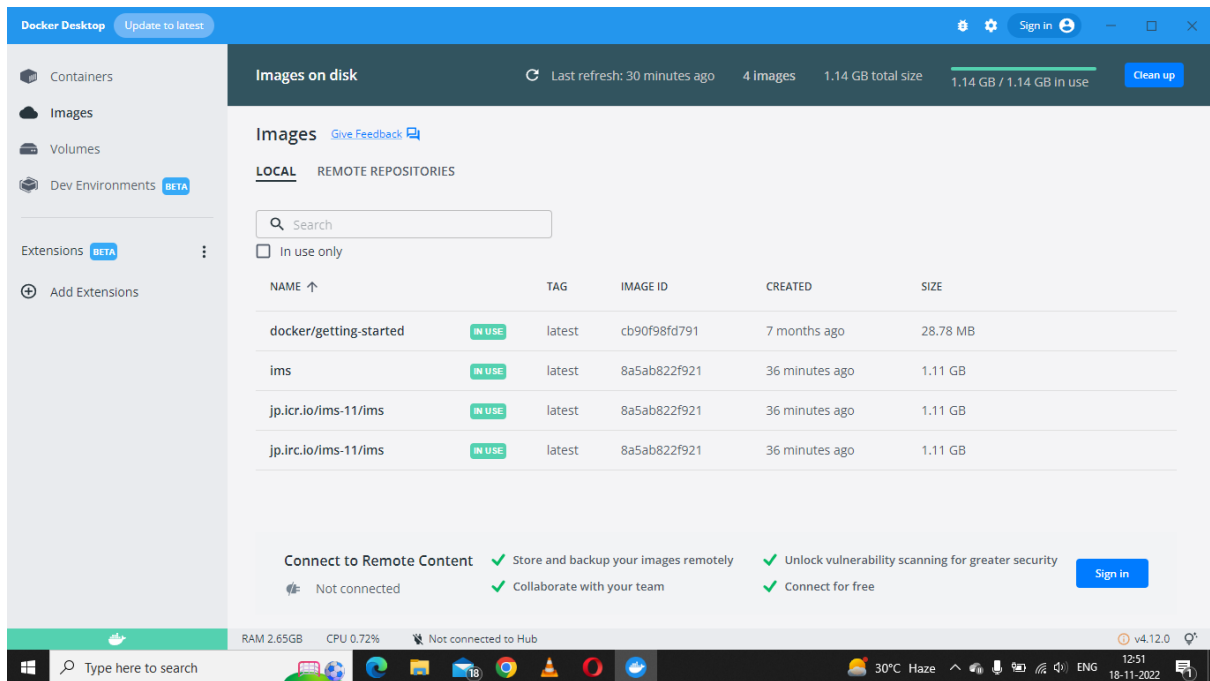 Docker Desktop Update to latest Sign in
Containers
Images
Volumes
Dev Environments BETA
Extensions BETA
Add Extensions
Images on disk Last refresh: 30 minutes ago 4 images 1.14 GB total size 1.14 GB / 1.14 GB in use Clean up
Images Give Feedback
LOCAL REMOTE REPOSITORIES
Search
In use only
NAME TAG IMAGE ID CREATED SIZE
docker/getting-started IN USE latest cb90f98fd791 7 months ago 28.78 MB
ims IN USE latest 8a5ab822f921 36 minutes ago 1.11 GB
jp.icr.io/ims-11/ims IN USE latest 8a5ab822f921 36 minutes ago 1.11 GB
jp.irc.io/ims-11/ims IN USE latest 8a5ab822f921 36 minutes ago 1.11 GB
Connect to Remote Content
Not connected
Store and backup your images remotely
Collaborate with your team
Unlock vulnerability scanning for greater security
Connect for free
Sign in
RAM 2.65GB CPU 0.72% Not connected to Hub v4.12.0
Type here to search 18 30°C Haze ENG 12:51
18-11-2022 1